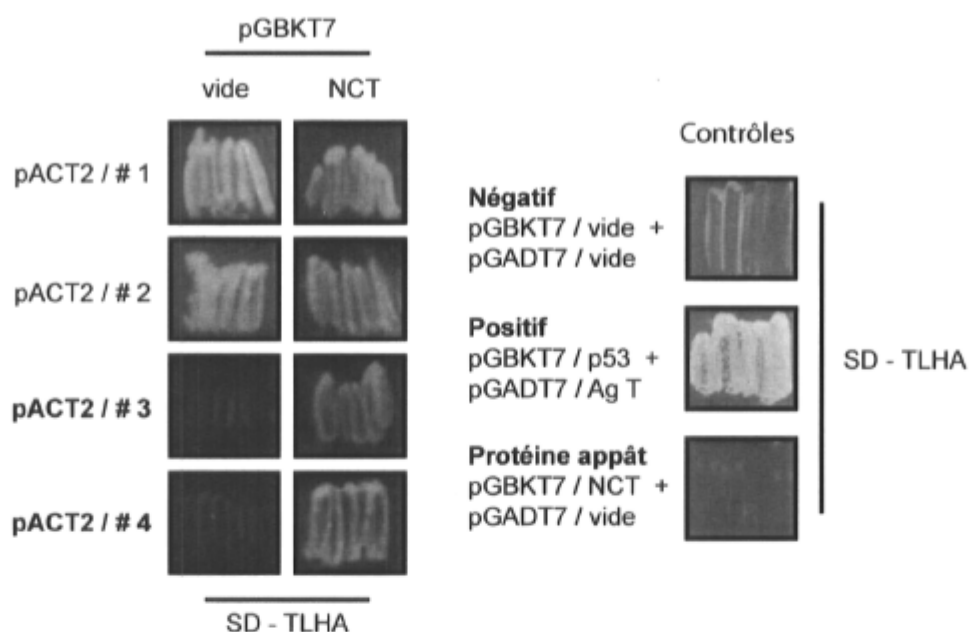 pGBKT7
vide NCT
pACT2 / # 1
pACT2 / # 2
pACT2 / # 3
pACT2 / # 4
SD - TLHA
Contrôles
Négatif
pGBKT7 / vide +
pGADT7 / vide
Positif
pGBKT7 / p53 +
pGADT7 / Ag T
Protéine appât
pGBKT7 / NCT +
pGADT7 / vide
SD - TLHA